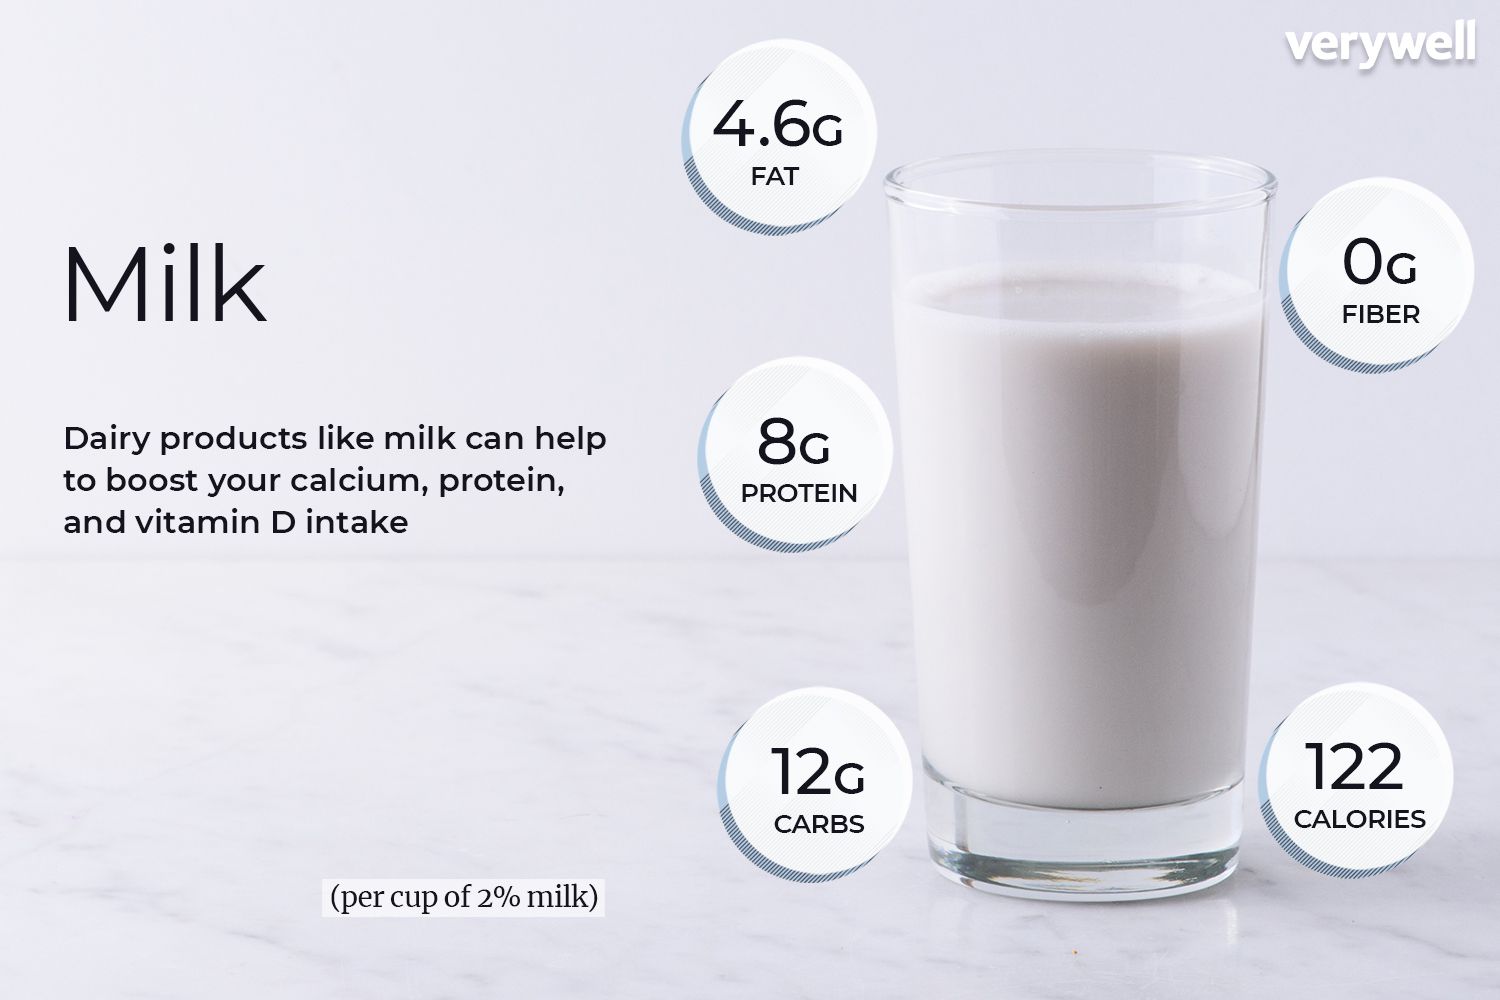 verywell
4.6G
FAT
0G
FIBER
Milk
Dairy products like milk can help
to boost your calcium, protein,
and vitamin D intake
8G
PROTEIN
12G
CARBS
122
CALORIES
(per cup of 2% milk)